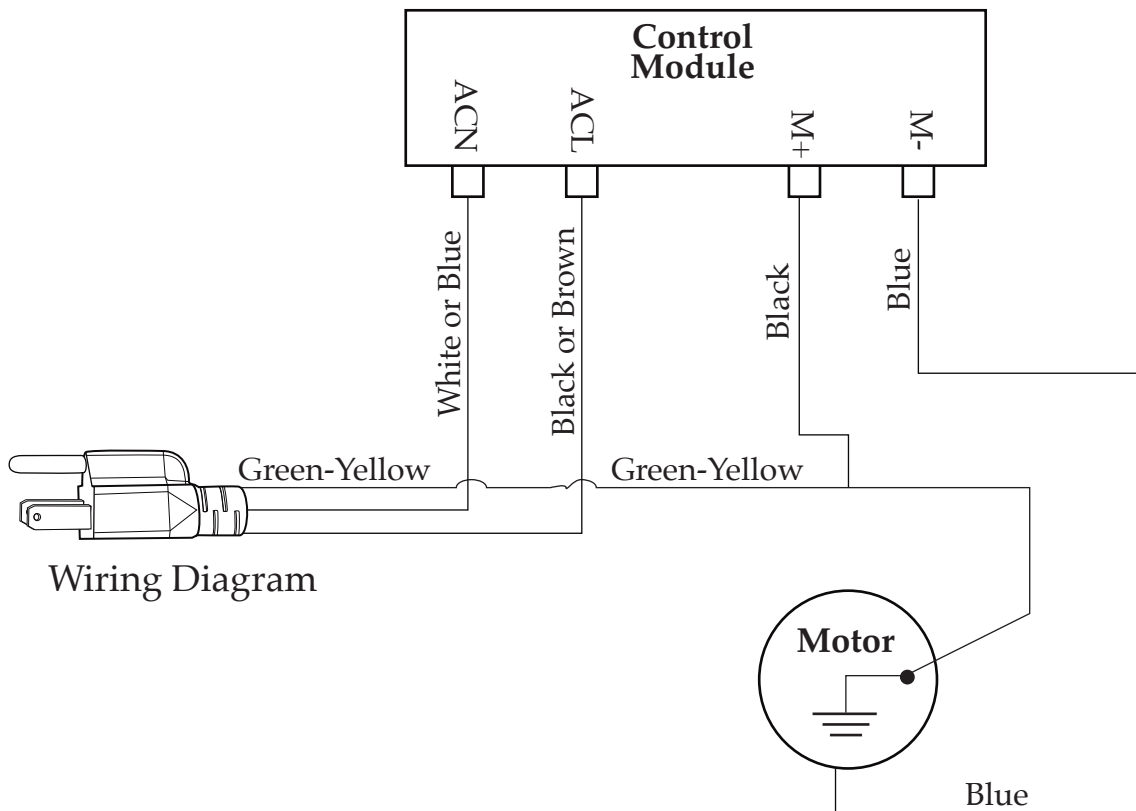 Control
Module
ACN
ACL
M+
M-
White or Blue
Black or Brown
Black
Blue
Green-Yellow
Green-Yellow
Wiring Diagram
Motor
Blue